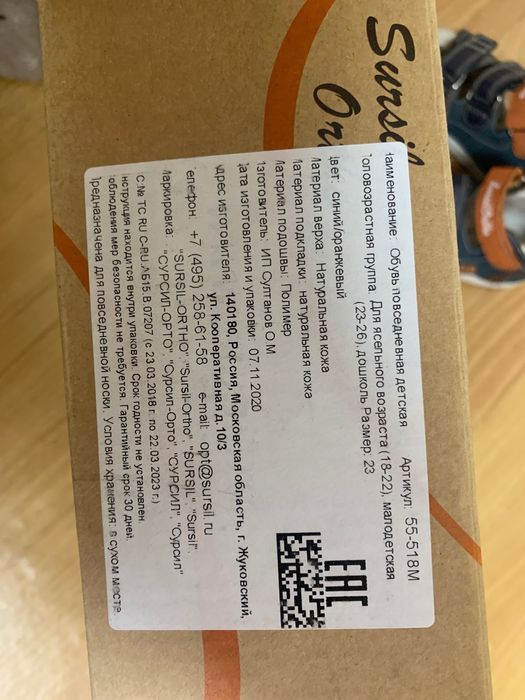 Sursil
Or
Наименование: Обувь повседневная детская Артикул: 55-518М
Половозрастная группа Для ясельного возраста (18-22), малодетская
(23-26), дошколь Размер: 23
Цвет: синий/оранжевый
Материал верха: Натуральная кожа
Материал подкладки: натуральная кожа
Материал подошвы: Полимер
Изготовитель: ИП Султанов О.М
Дата изготовления и упаковки: 07.11.2020
Адрес изготовителя: 140180, Россия, Московская область, г. Жуковский,
ул. Кооперативная д.10/3
Телефон: +7 (495) 258-61-58 e-mail: opt@sursil.ru
Маркировка: "SURSIL-ORTHO", "Sursil-Ortho", "SURSIL", "Sursil",
"СУРСИЛ-ОРТО", "Сурсил-Орто", "СУРСИЛ", "Сурсил"
С № ТС RU C-RU.АБ15.В.07207 (с 23.03.2018 г. по 22.03.2023 г.)
Инструкция находится внутри упаковки. Срок годности не установлен.
соблюдения мер безопасности не требуется. Гарантийный срок 30 дней.
Предназначена для повседневной носки. Условия хранения: в сухом месте.
EAC